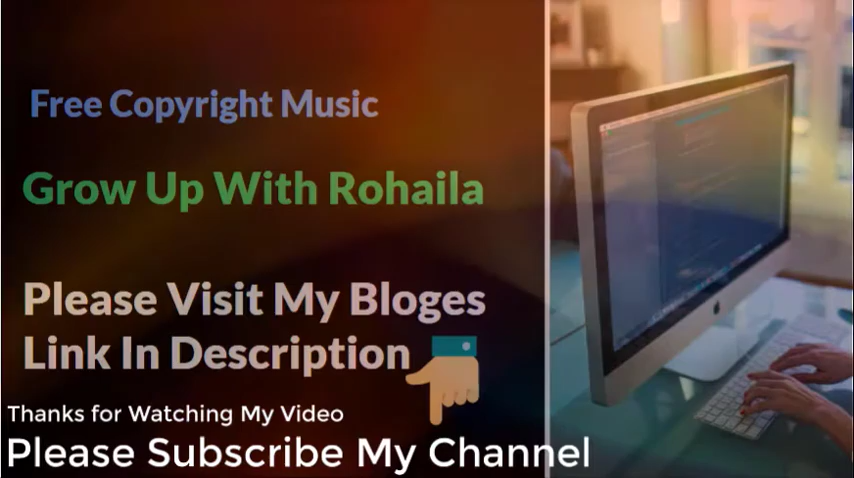 Free Copyright Music
Grow Up With Rohaila
Please Visit My Bloges
Link In Description
Thanks for Watching My Video
Please Subscribe My Channel